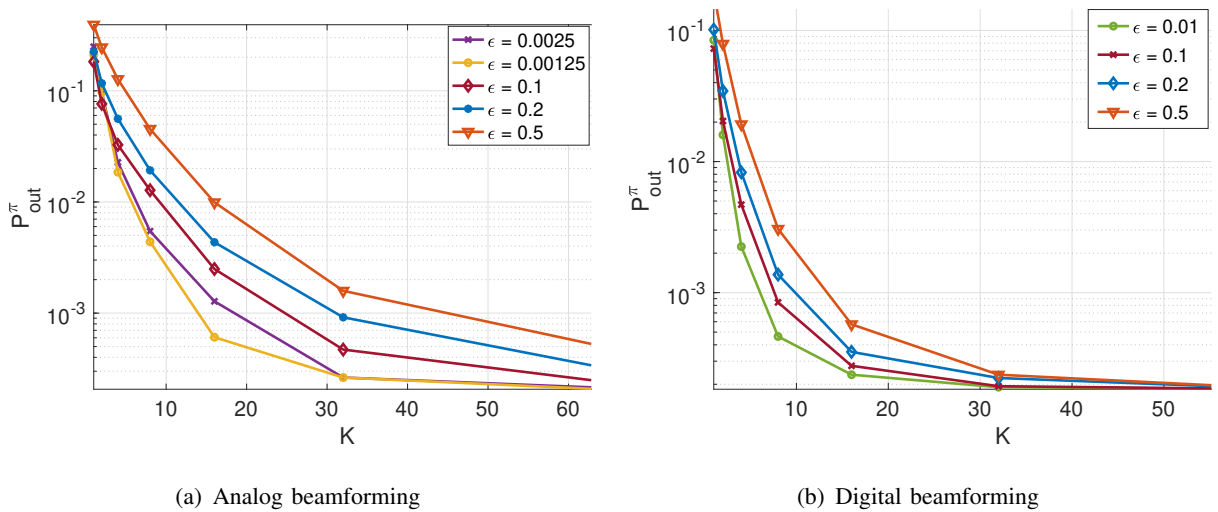 10^-1
10^-2
10^-3
P^π_out
10 20 30 40 50 60
K
ϵ = 0.0025
ϵ = 0.00125
ϵ = 0.1
ϵ = 0.2
ϵ = 0.5
(a) Analog beamforming
10^-1
10^-2
10^-3
P^π_out
10 20 30 40 50
K
ϵ = 0.01
ϵ = 0.1
ϵ = 0.2
ϵ = 0.5
(b) Digital beamforming